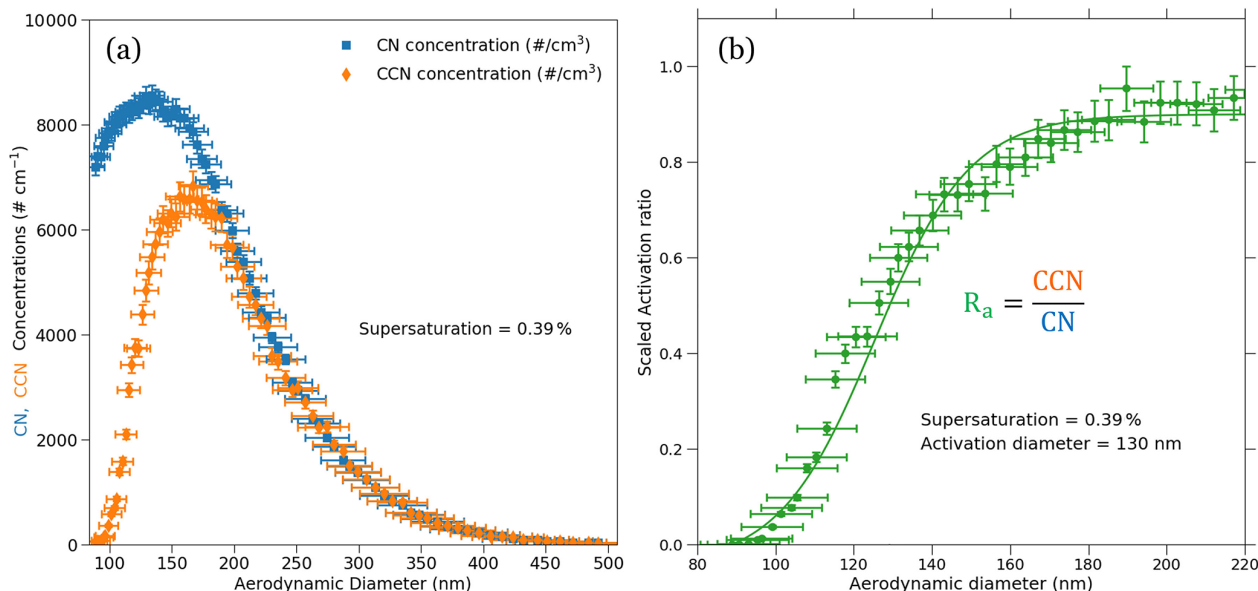 (a)
CN concentration (#/cm³)
CCN concentration (#/cm³)
Supersaturation = 0.39 %
CN, CCN Concentrations (# cm⁻¹)
10000
8000
6000
4000
2000
0
100 150 200 250 300 350 400 450 500
Aerodynamic Diameter (nm)
(b)
Scaled Activation ratio
1.0
0.8
0.6
0.4
0.2
0.0
Rₐ = CCN
CN
Supersaturation = 0.39 %
Activation diameter = 130 nm
80 100 120 140 160 180 200 220
Aerodynamic diameter (nm)